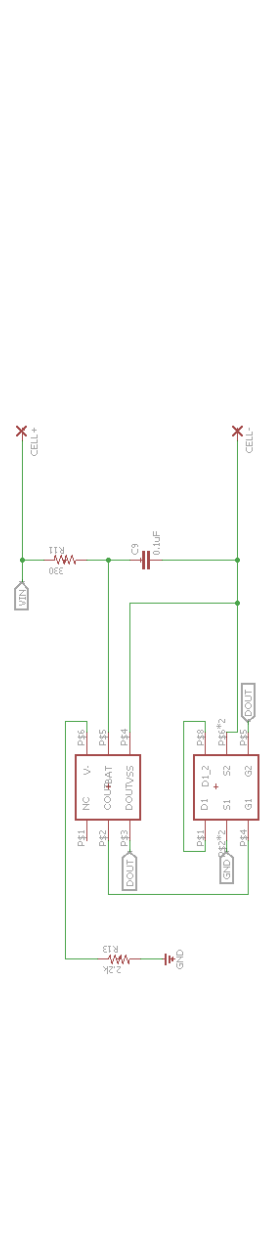 CELL+
CELL-
R11
330
C9
0.1uF
VIN
DOUT
P$6
P$5
P$4
V-
BAT
VSS
NC
COUT
DOUT
P$1
P$2
P$3
DOUT
P$8
P$6*2
P$5
D1_2
S2
G2
D1
S1
G1
P$1
P$2*2
P$4
GND
R13
2.2k
GND